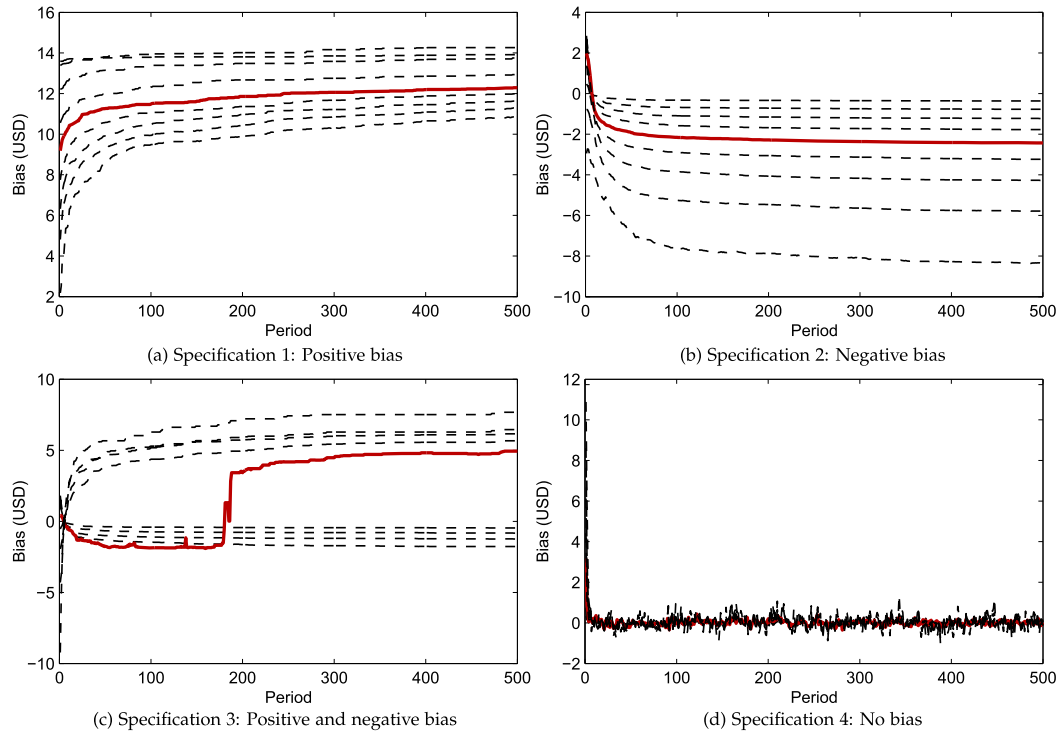 16
14
12
10
8
6
4
2
0 100 200 300 400 500
Bias (USD)
Period
(a) Specification 1: Positive bias
4
2
0
−2
−4
−6
−8
−10
0 100 200 300 400 500
Bias (USD)
Period
(b) Specification 2: Negative bias
10
5
0
−5
−10
0 100 200 300 400 500
Bias (USD)
Period
(c) Specification 3: Positive and negative bias
12
10
8
6
4
2
0
−2
0 100 200 300 400 500
Bias (USD)
Period
(d) Specification 4: No bias